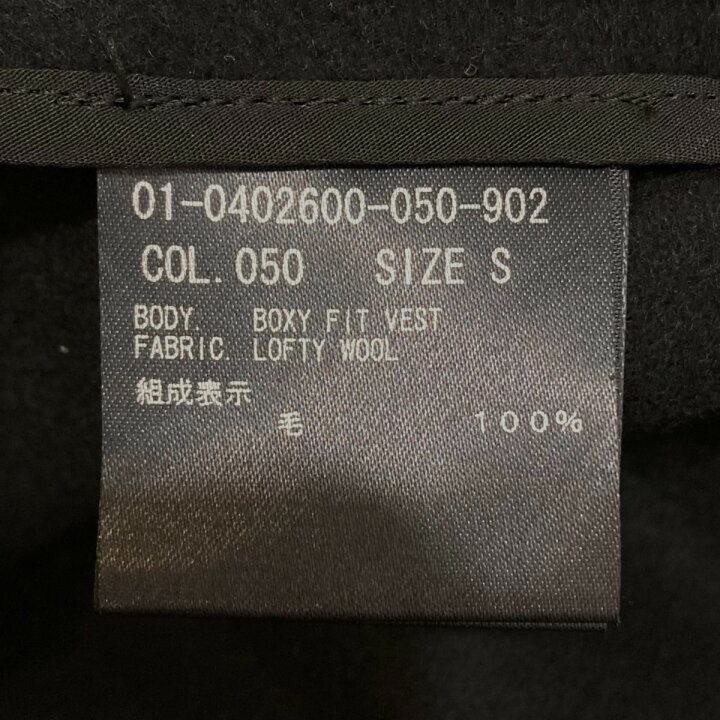 01-0402600-050-902
COL. 050 SIZE S
BODY. BOXY FIT VEST
FABRIC. LOFTY WOOL
組成表示
毛 100%